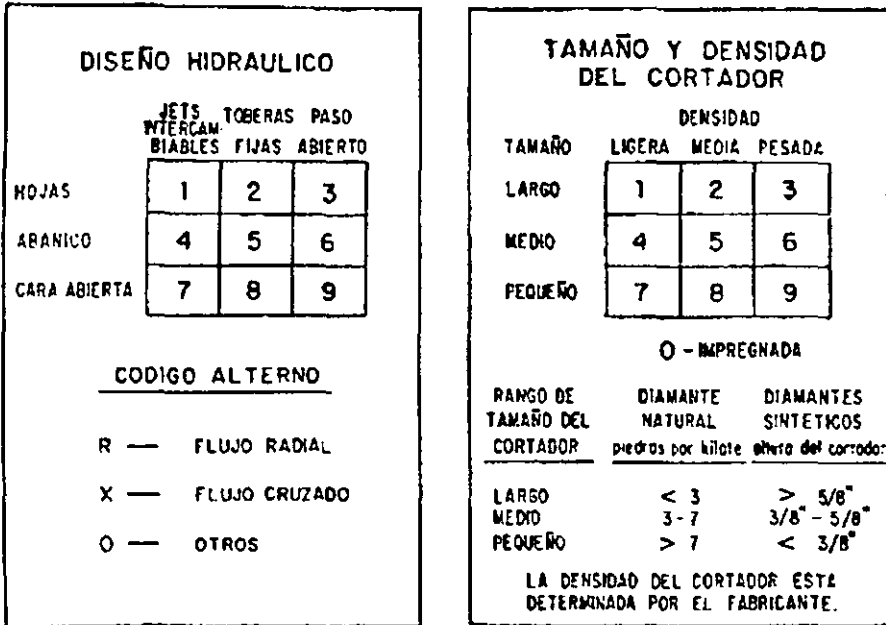 DISEÑO HIDRAULICO
JETS INTERCAM- BIABLES TOBERAS FIJAS PASO ABIERTO
HOJAS 1 2 3
ABANICO 4 5 6
CARA ABIERTA 7 8 9
CODIGO ALTERNO
R — FLUJO RADIAL
X — FLUJO CRUZADO
O — OTROS
TAMAÑO Y DENSIDAD
DEL CORTADOR
DENSIDAD
TAMAÑO LIGERA MEDIA PESADA
LARGO 1 2 3
MEDIO 4 5 6
PEQUEÑO 7 8 9
O - IMPREGNADA
RANGO DE DIAMANTE DIAMANTES
TAMAÑO DEL NATURAL SINTETICOS
CORTADOR piedras por kilate altura del cortador
LARGO < 3 > 5/8"
MEDIO 3-7 3/8" - 5/8"
PEQUEÑO > 7 < 3/8"
LA DENSIDAD DEL CORTADOR ESTA
DETERMINADA POR EL FABRICANTE.